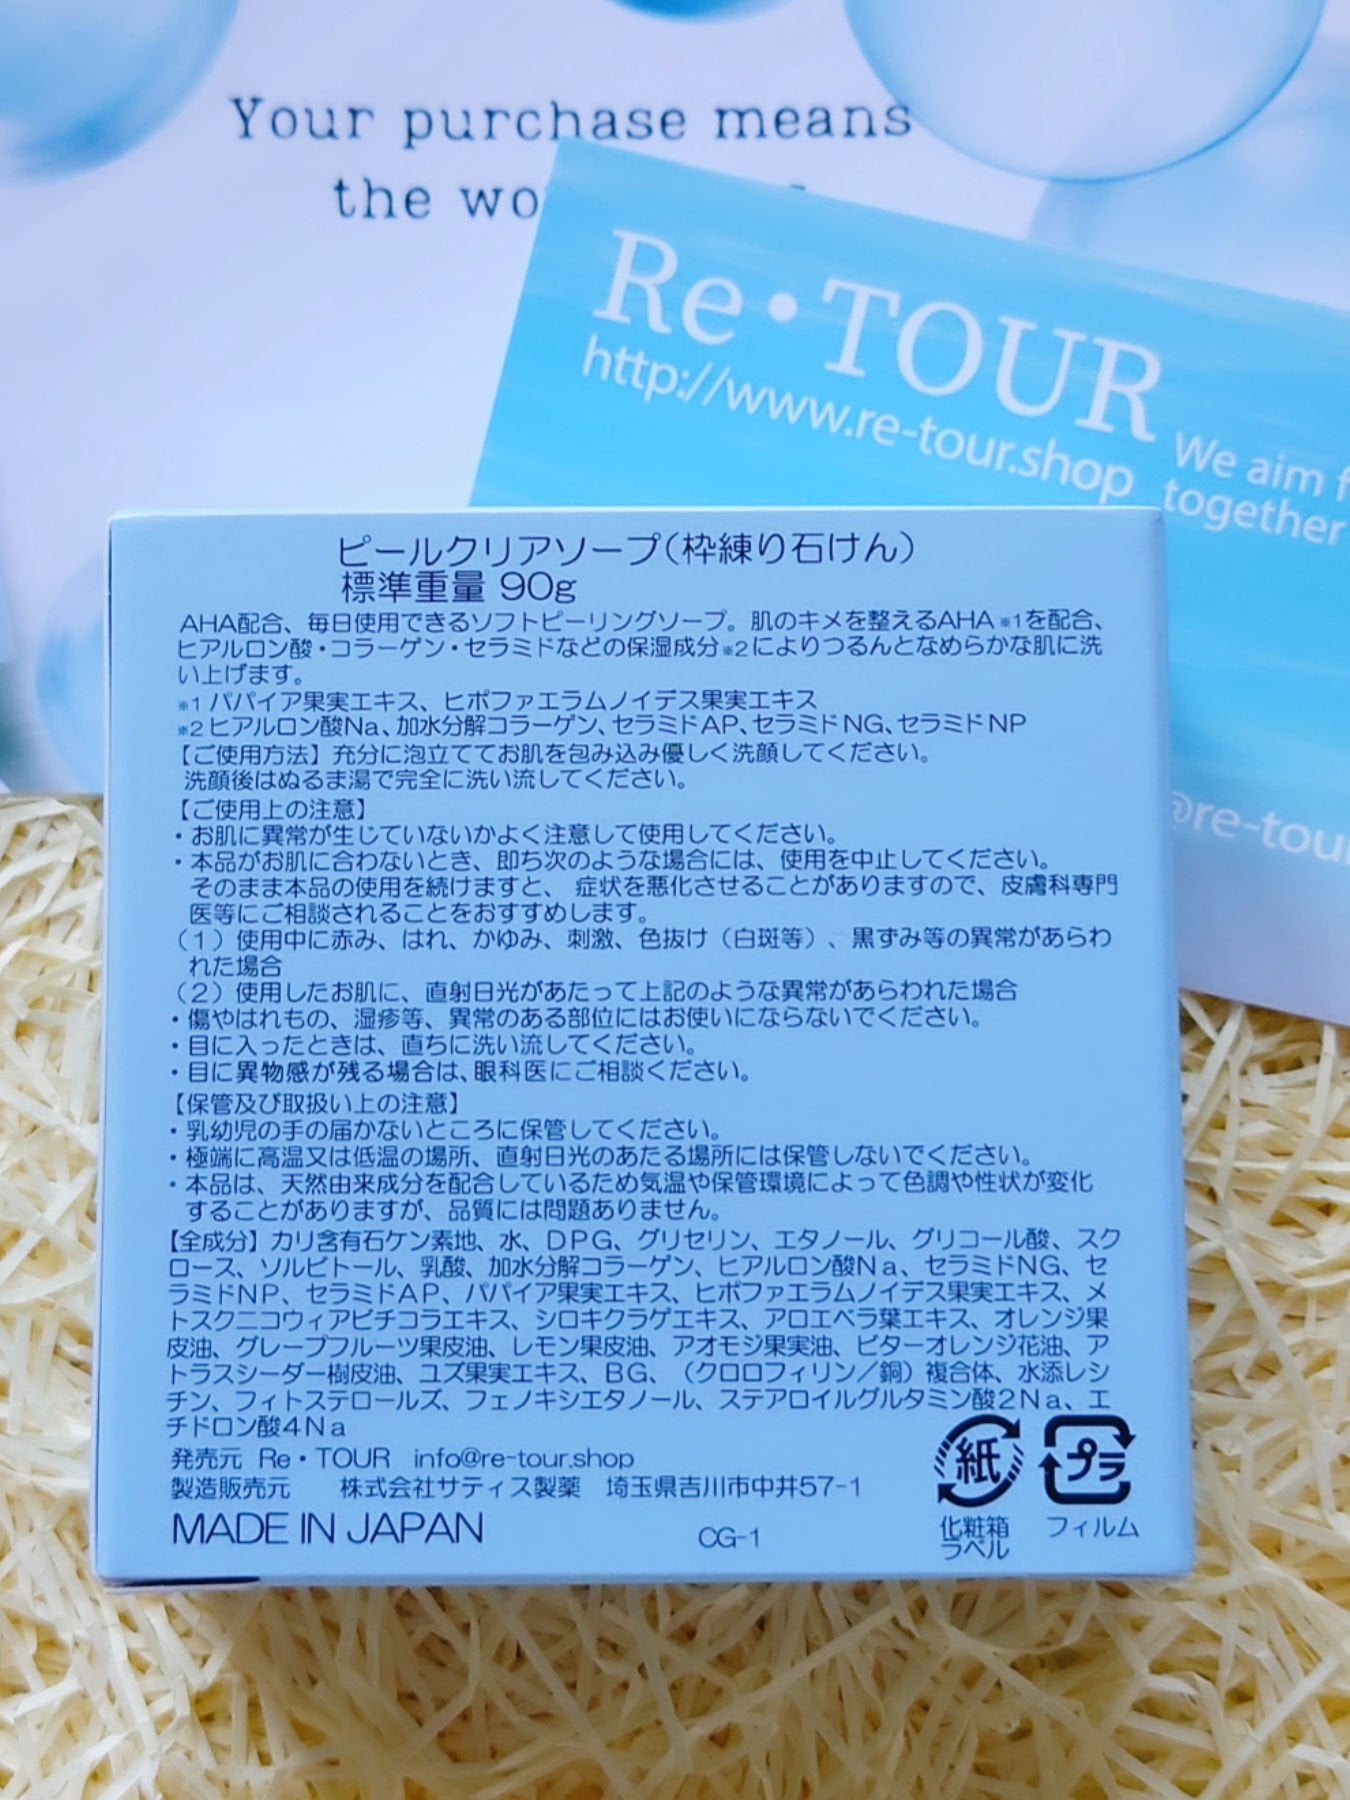 Your purchase means
the
Re・TOUR
http://www.re-tour.shop
We aim
together
@re-tour
ピールクリアソープ(枠練り石けん)
標準重量 90g
AHA配合、毎日使用できるソフトピーリングソープ。肌のキメを整えるAHA※1を配合、
ヒアルロン酸・コラーゲン・セラミドなどの保湿成分※2によりつるんとなめらかな肌に洗
い上げます。
※1 パパイア果実エキス、ヒポファエラムノイデス果実エキス
※2 ヒアルロン酸Na、加水分解コラーゲン、セラミドAP、セラミドNG、セラミドNP
【ご使用方法】充分に泡立ててお肌を包み込み優しく洗顔してください。
洗顔後はぬるま湯で完全に洗い流してください。
【ご使用上の注意】
・お肌に異常が生じていないかよく注意して使用してください。
・本品がお肌に合わないとき、即ち次のような場合には、使用を中止してください。
そのまま本品の使用を続けますと、症状を悪化させることがありますので、皮膚科専門
医等にご相談されることをおすすめします。
（1）使用中に赤み、はれ、かゆみ、刺激、色抜け（白斑等）、黒ずみ等の異常があらわ
れた場合
（2）使用したお肌に、直射日光があたって上記のような異常があらわれた場合
・傷やはれもの、湿疹等、異常のある部位にはお使いにならないでください。
・目に入ったときは、直ちに洗い流してください。
・目に異物感が残る場合は、眼科医にご相談ください。
【保管及び取扱い上の注意】
・乳幼児の手の届かないところに保管してください。
・極端に高温又は低温の場所、直射日光のあたる場所には保管しないでください。
・本品は、天然由来成分を配合しているため気温や保管環境によって色調や性状が変化
することがありますが、品質には問題ありません。
【全成分】カリ含有石ケン素地、水、DPG、グリセリン、エタノール、グリコール酸、スク
ロース、ソルビトール、乳酸、加水分解コラーゲン、ヒアルロン酸Na、セラミドNG、セ
ラミドNP、セラミドAP、パパイア果実エキス、ヒポファエラムノイデス果実エキス、メ
トスクニコウィアピチコラエキス、シロキクラゲエキス、アロエベラ葉エキス、オレンジ果
皮油、グレープフルーツ果皮油、レモン果皮油、アオモジ果実油、ビターオレンジ花油、ア
トラスシーダー樹皮油、ユズ果実エキス、BG、（クロロフィリン／銅）複合体、水添レシ
チン、フィトステロールズ、フェノキシエタノール、ステアロイルグルタミン酸2Na、エ
チドロン酸4Na
発売元 Re・TOUR info@re-tour.shop
製造販売元 株式会社サティス製薬 埼玉県吉川市中井57-1
MADE IN JAPAN CG-1
紙 プラ
化粧箱 フィルム
ラベル